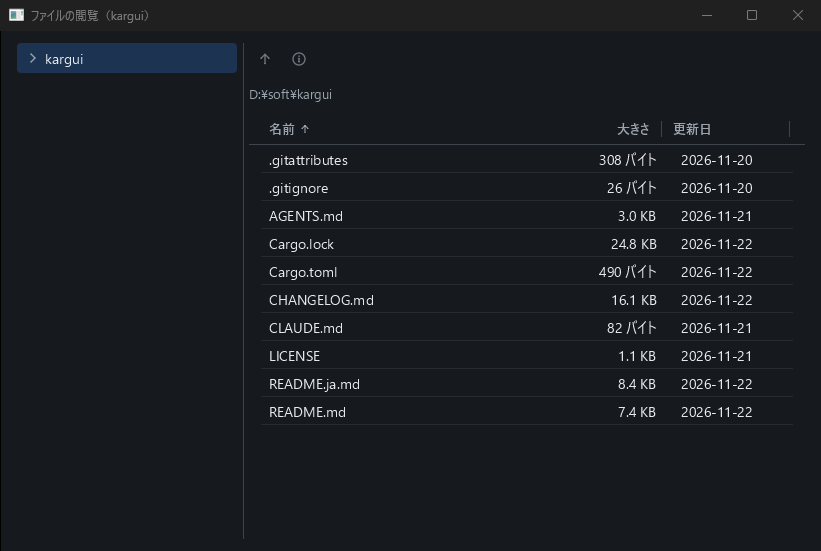 ファイルの閲覧（kargui）
kargui
D:¥soft¥kargui
名前 ↑ 大きさ 更新日
.gitattributes 308 バイト 2026-11-20
.gitignore 26 バイト 2026-11-20
AGENTS.md 3.0 KB 2026-11-21
Cargo.lock 24.8 KB 2026-11-22
Cargo.toml 490 バイト 2026-11-22
CHANGELOG.md 16.1 KB 2026-11-22
CLAUDE.md 82 バイト 2026-11-21
LICENSE 1.1 KB 2026-11-21
README.ja.md 8.4 KB 2026-11-22
README.md 7.4 KB 2026-11-22